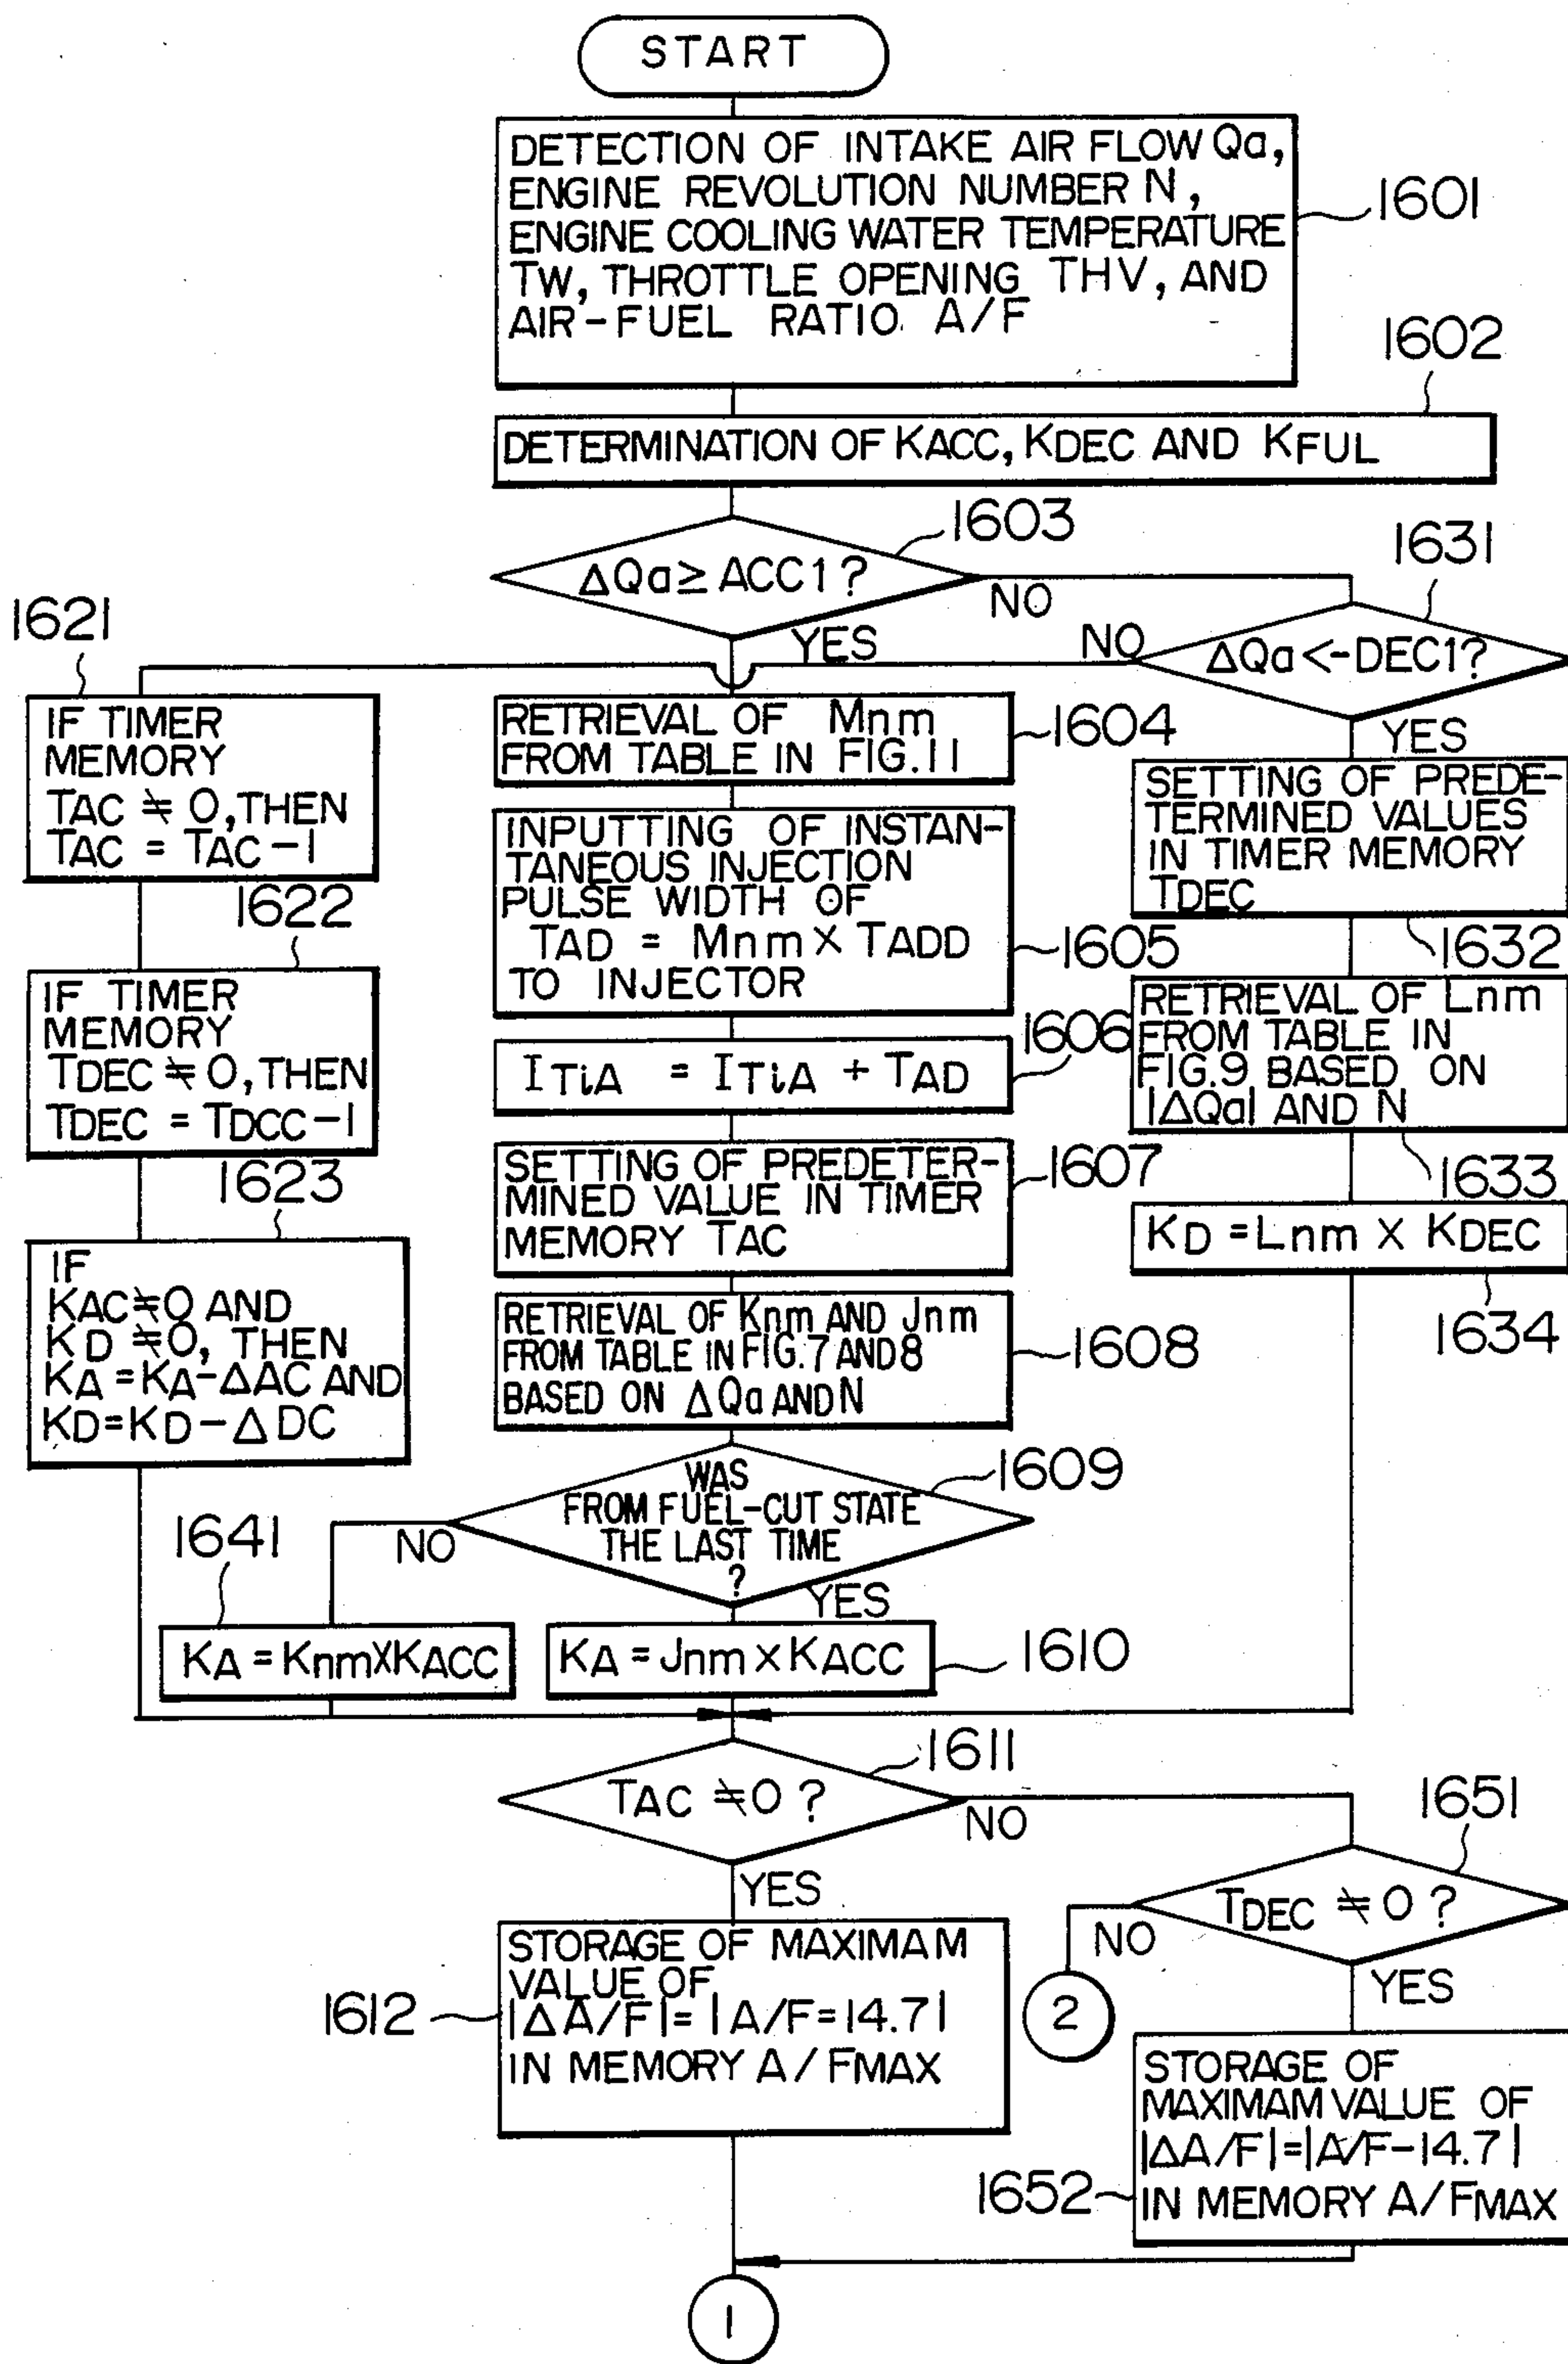 START
DETECTION OF INTAKE AIR FLOW Qa,
ENGINE REVOLUTION NUMBER N,
ENGINE COOLING WATER TEMPERATURE
TW, THROTTLE OPENING THV, AND
AIR-FUEL RATIO A/F
1601
1602
DETERMINATION OF KACC, KDEC AND KFUL
1603
ΔQa ≥ ACC1?
NO
YES
1631
ΔQa <-DEC1?
NO
YES
1621
IF TIMER
MEMORY
TAC ≒ 0, THEN
TAC = TAC-1
RETRIEVAL OF Mnm
FROM TABLE IN FIG.11
1604
SETTING OF PREDE-
TERMINED VALUES
IN TIMER MEMORY
TDEC
1632
INPUTTING OF INSTAN-
TANEOUS INJECTION
PULSE WIDTH OF
TAD = Mnm X TADD
TO INJECTOR
1605
1622
IF TIMER
MEMORY
TDEC ≒ 0, THEN
TDEC = TDCC-1
RETRIEVAL OF Lnm
FROM TABLE IN
FIG.9 BASED ON
|ΔQa| AND N
1633
1606
ITiA = ITiA + TAD
SETTING OF PREDETER-
MINED VALUE IN TIMER
MEMORY TAC
1607
1623
IF
KAC ≒ 0 AND
KD ≒ 0, THEN
KA = KA-ΔAC AND
KD = KD-ΔDC
KD = Lnm X KDEC
1634
RETRIEVAL OF Knm AND Jnm
FROM TABLE IN FIG.7 AND 8
BASED ON ΔQa AND N
1608
WAS
FROM FUEL-CUT STATE
THE LAST TIME
?
1609
NO
YES
1641
KA = Knm X KACC
KA = Jnm X KACC
1610
1611
TAC ≒ 0 ?
NO
YES
1651
TDEC ≒ 0 ?
NO
YES
2
STORAGE OF MAXIMAM
VALUE OF
|ΔA/F| = |A/F=14.7|
IN MEMORY A/FMAX
1612
STORAGE OF
MAXIMAM VALUE OF
|ΔA/F|=|A/F-14.7|
IN MEMORY A/FMAX
1652
1